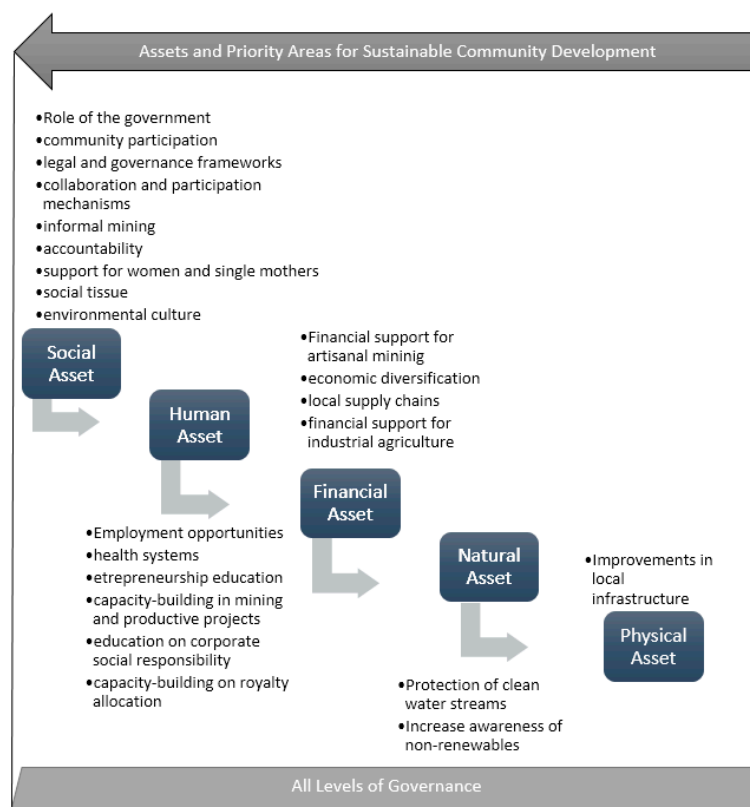 Assets and Priority Areas for Sustainable Community Development
•Role of the government
•community participation
•legal and governance frameworks
•collaboration and participation
mechanisms
•informal mining
•accountability
•support for women and single mothers
•social tissue
•environmental culture
Social
Asset
Human
Asset
•Employment opportunities
•health systems
•etrepreneurship education
•capacity-building in mining
and productive projects
•education on corporate
social responsibility
•capacity-building on royalty
allocation
•Financial support for
artisanal mininig
•economic diversification
•local supply chains
•financial support for
industrial agriculture
Financial
Asset
Natural
Asset
•Protection of clean
water streams
•Increase awareness of
non-renewables
•Improvements in
local
infrastructure
Physical
Asset
All Levels of Governance